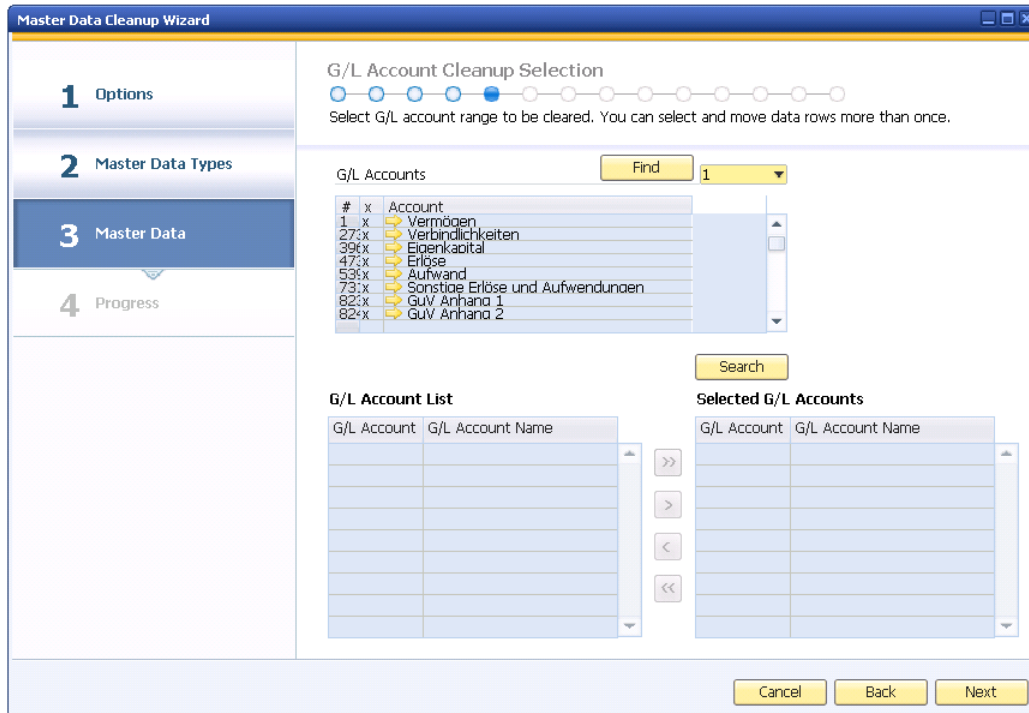 Master Data Cleanup Wizard
1 Options
2 Master Data Types
3 Master Data
4 Progress
G/L Account Cleanup Selection
Select G/L account range to be cleared. You can select and move data rows more than once.
G/L Accounts Find 1
# x Account
1 x Vermögen
x Verbindlichkeiten
x Eigenkapital
x Erlöse
x Aufwand
x Sonstige Erlöse und Aufwendungen
x GuV Anhang 1
x GuV Anhang 2
Search
G/L Account List
G/L Account G/L Account Name
>>
>
<
<<
Selected G/L Accounts
G/L Account G/L Account Name
Cancel Back Next